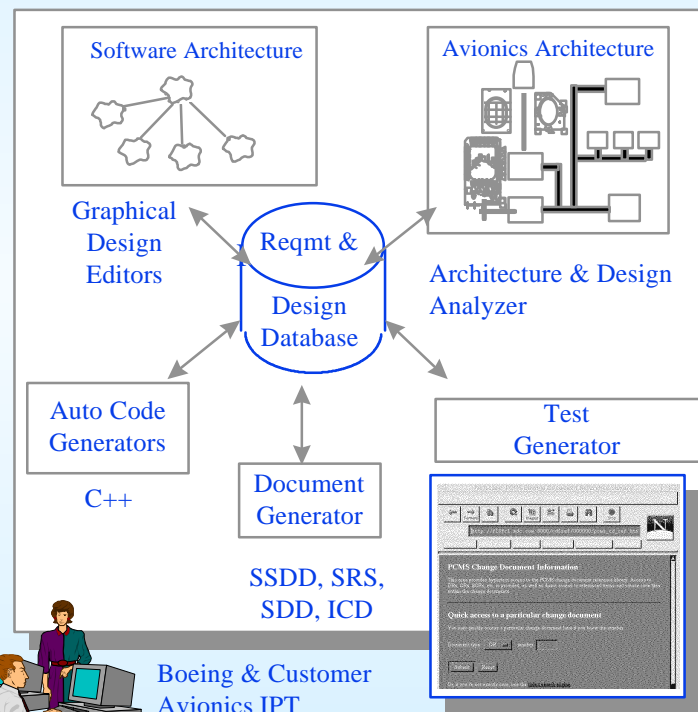 Software Architecture
Avionics Architecture
Graphical
Design
Editors
Reqmt &
Design
Database
Architecture & Design
Analyzer
Auto Code
Generators
C++
Document
Generator
SSDD, SRS,
SDD, ICD
Test
Generator
N
PCMS Change Document Information
Quick access to a particular change document
Boeing & Customer
Avionics IPT